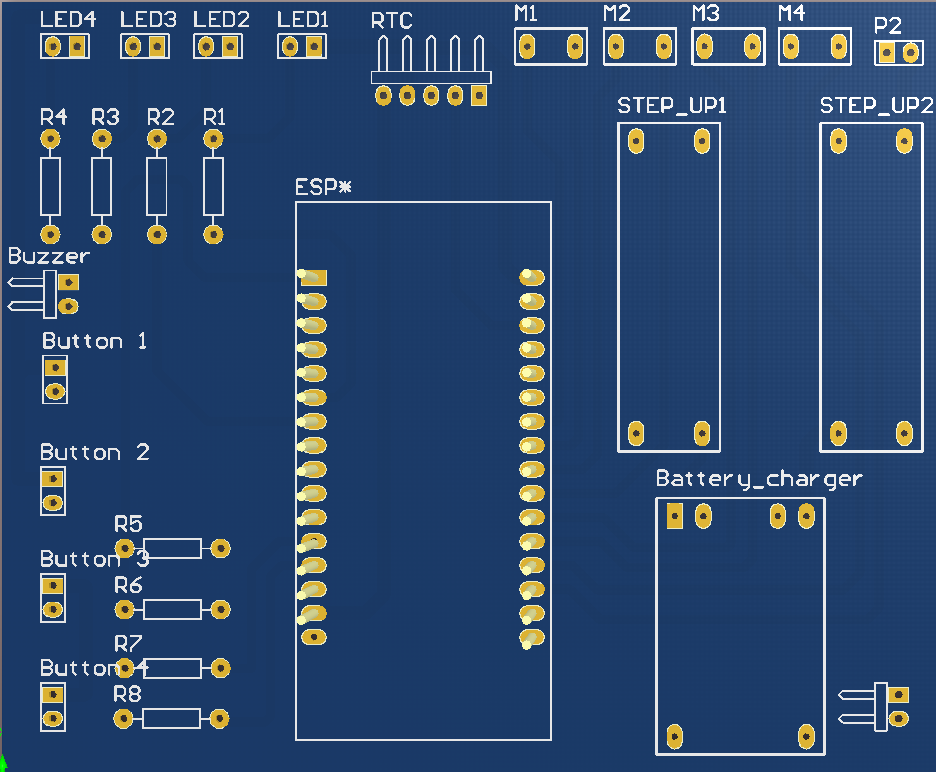 LED4 LED3 LED2 LED1 RTC M1 M2 M3 M4 P2
STEP_UP1 STEP_UP2
R4 R3 R2 R1
ESP*
Buzzer
Button 1
Button 2
Battery_charger
R5
Button 3
R6
R7
Button 4
R8